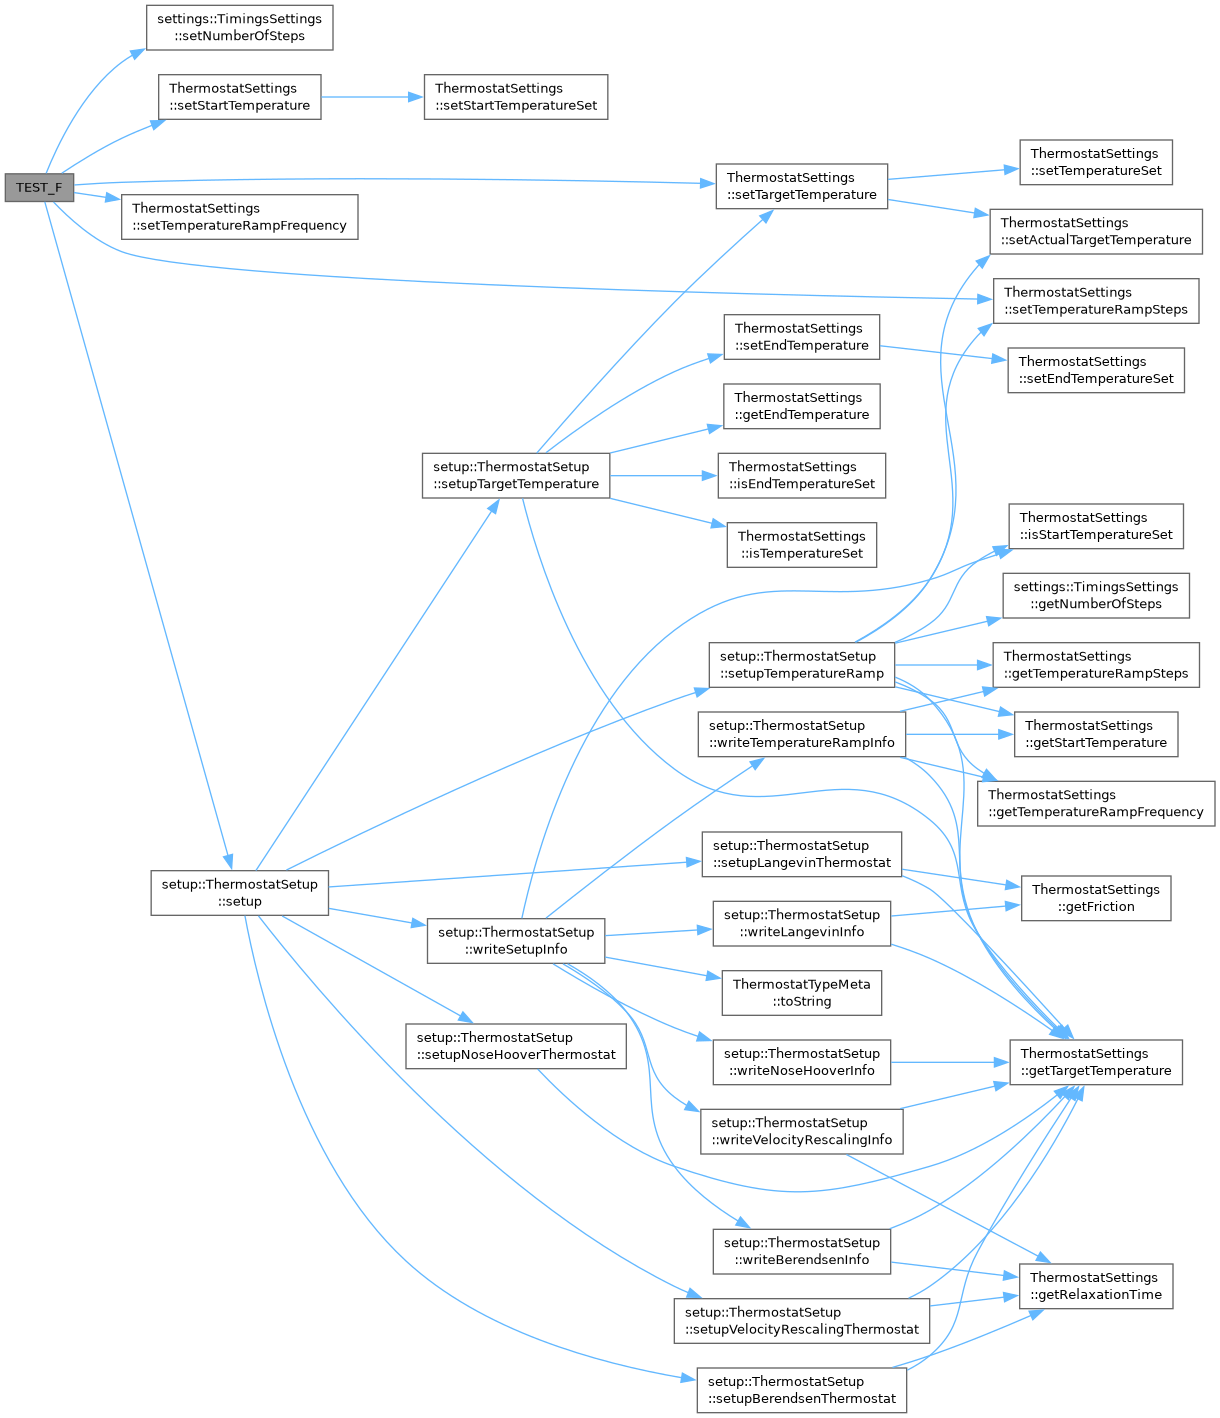 settings::TimingsSettings
::setNumberOfSteps
ThermostatSettings
::setStartTemperature
ThermostatSettings
::setStartTemperatureSet
TEST_F
ThermostatSettings
::setTemperatureRampFrequency
ThermostatSettings
::setTargetTemperature
ThermostatSettings
::setTemperatureSet
ThermostatSettings
::setActualTargetTemperature
ThermostatSettings
::setTemperatureRampSteps
ThermostatSettings
::setEndTemperature
ThermostatSettings
::setEndTemperatureSet
ThermostatSettings
::getEndTemperature
setup::ThermostatSetup
::setupTargetTemperature
ThermostatSettings
::isEndTemperatureSet
ThermostatSettings
::isTemperatureSet
ThermostatSettings
::isStartTemperatureSet
settings::TimingsSettings
::getNumberOfSteps
setup::ThermostatSetup
::setupTemperatureRamp
ThermostatSettings
::getTemperatureRampSteps
setup::ThermostatSetup
::writeTemperatureRampInfo
ThermostatSettings
::getStartTemperature
ThermostatSettings
::getTemperatureRampFrequency
setup::ThermostatSetup
::setupLangevinThermostat
setup::ThermostatSetup
::setup
ThermostatSettings
::getFriction
setup::ThermostatSetup
::writeLangevinInfo
setup::ThermostatSetup
::writeSetupInfo
ThermostatTypeMeta
::toString
setup::ThermostatSetup
::setupNoseHooverThermostat
setup::ThermostatSetup
::writeNoseHooverInfo
ThermostatSettings
::getTargetTemperature
setup::ThermostatSetup
::writeVelocityRescalingInfo
setup::ThermostatSetup
::writeBerendsenInfo
ThermostatSettings
::getRelaxationTime
setup::ThermostatSetup
::setupVelocityRescalingThermostat
setup::ThermostatSetup
::setupBerendsenThermostat